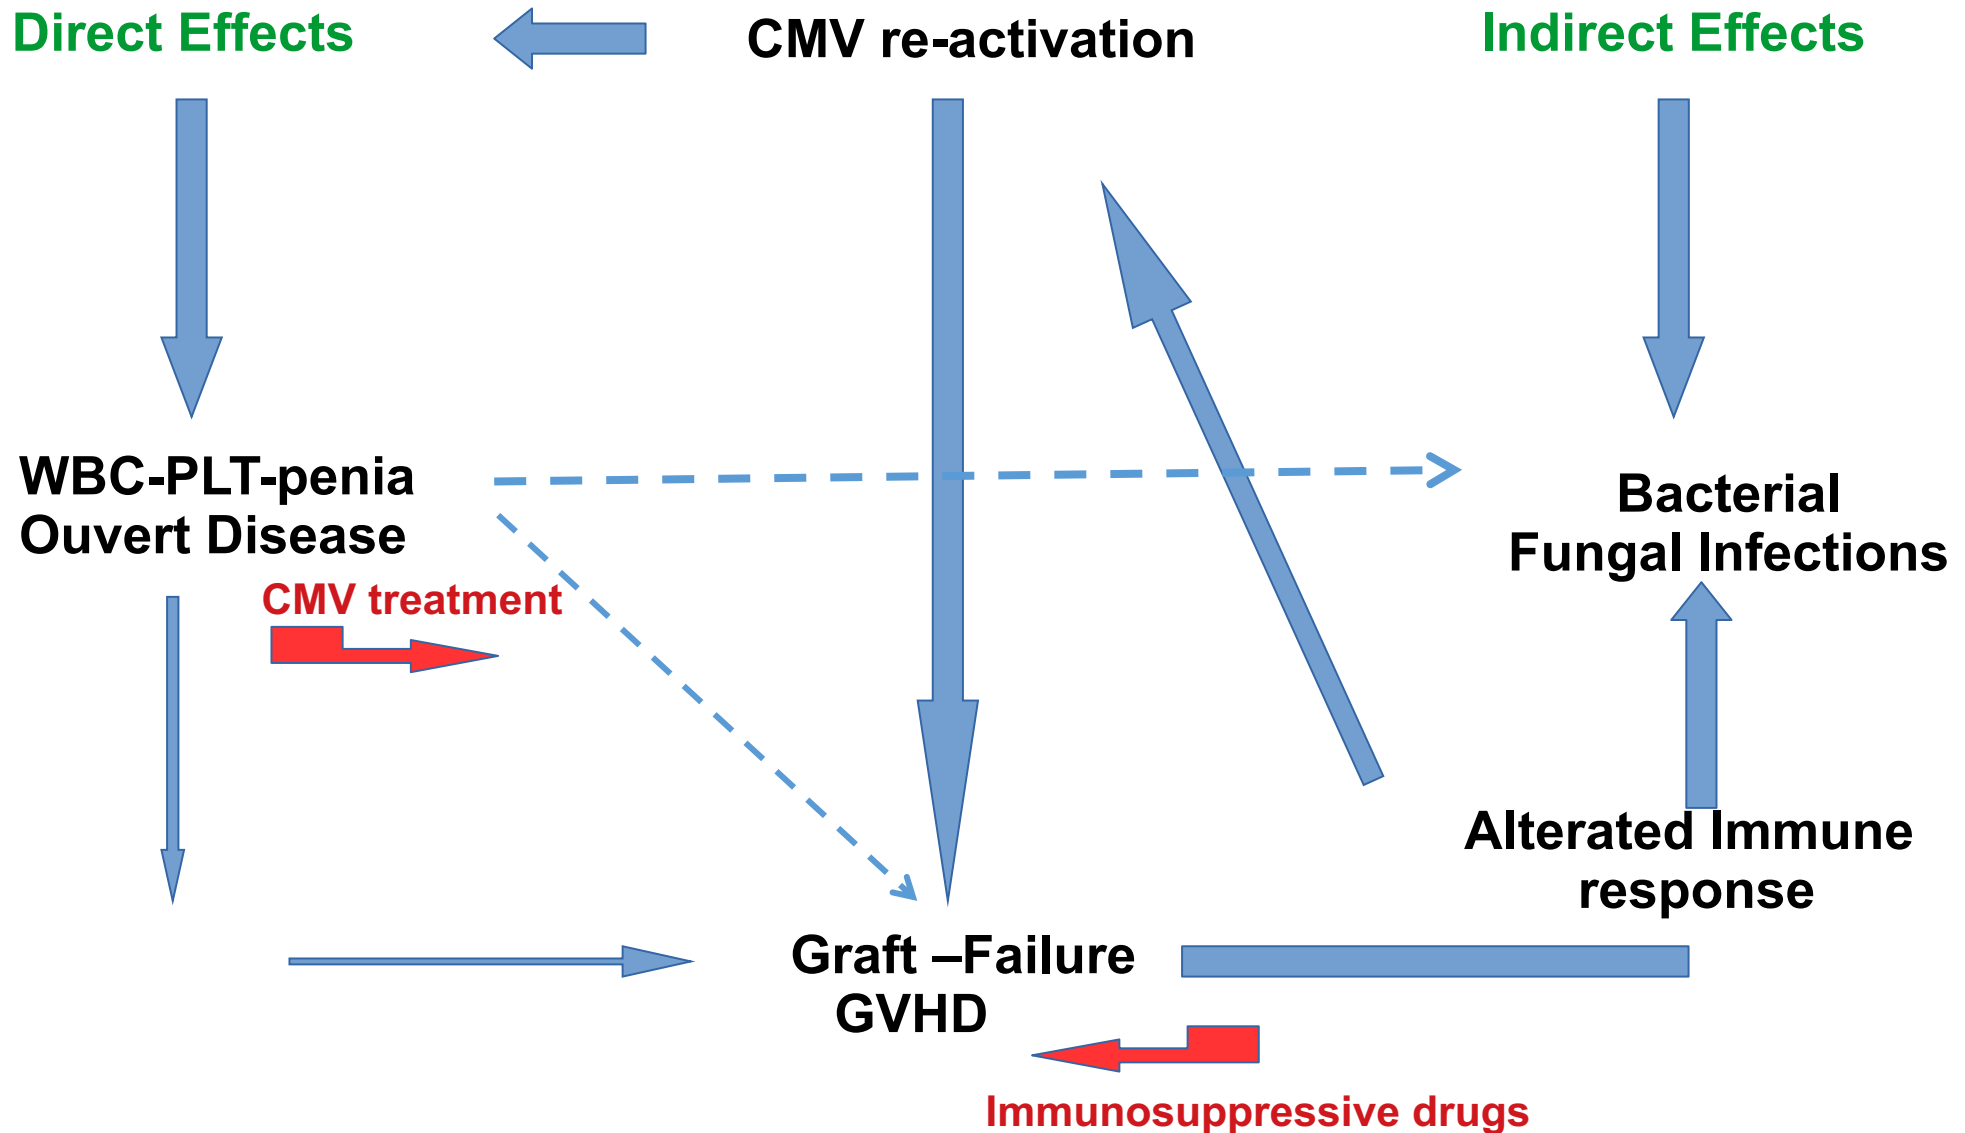 Direct Effects
CMV re-activation
Indirect Effects
WBC-PLT-penia
Ouvert Disease
Bacterial
Fungal Infections
CMV treatment
Alterated Immune
response
Graft –Failure
GVHD
Immunosuppressive drugs